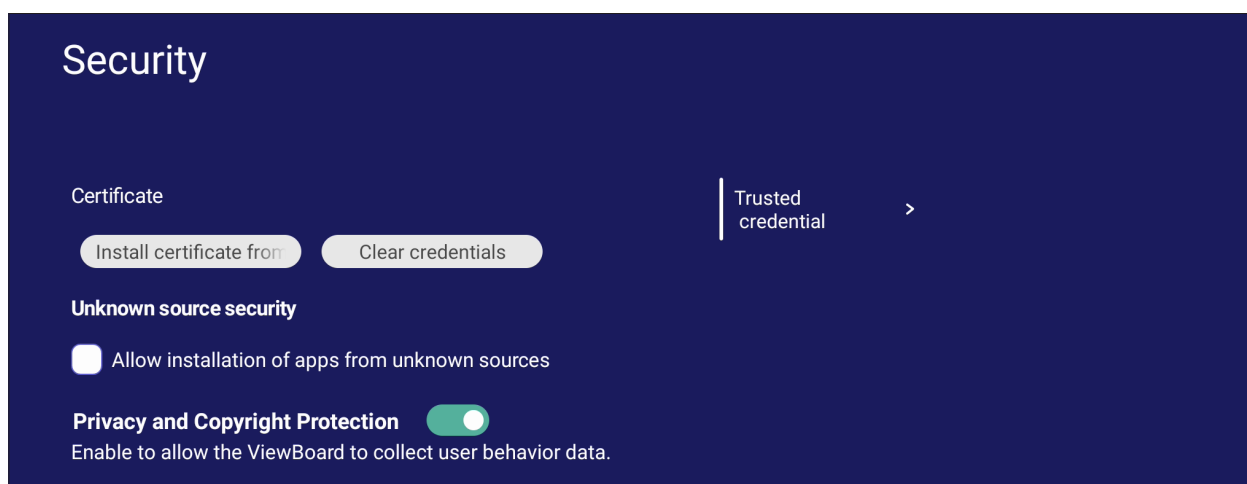 Security
Certificate
Install certificate from
Clear credentials
Trusted
credential
Unknown source security
Allow installation of apps from unknown sources
Privacy and Copyright Protection
Enable to allow the ViewBoard to collect user behavior data.